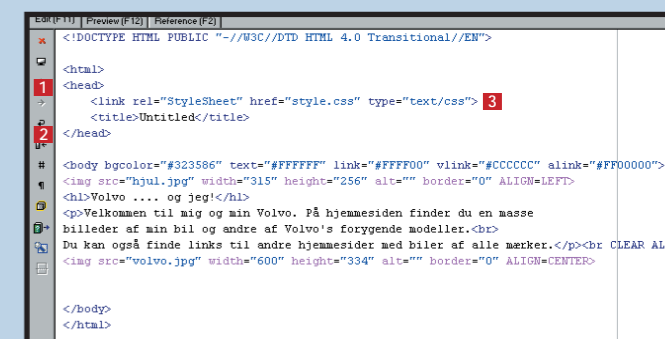 Edit (F11) Preview (F12) Reference (F2)
<!DOCTYPE HTML PUBLIC "-//W3C//DTD HTML 4.0 Transitional//EN">
<html>
1
<head>
<link rel="StyleSheet" href="style.css" type="text/css"> 3
<title>Untitled</title>
2
</head>
<body bgcolor="#323586" text="#FFFFFF" link="#FFFF00" vlink="#CCCCCC" alink="#FF00000">
<img src="hjul.jpg" width="315" height="256" alt="" border="0" ALIGN=LEFT>
<h1>Volvo .... og jeg!</h1>
<p>Velkommen til mig og min Volvo. På hjemmesiden finder du en masse
billeder af min bil og andre af Volvo's forygende modeller.<br>
Du kan også finde links til andre hjemmesider med biler af alle mærker.</p><br CLEAR AL
<img src="volvo.jpg" width="600" height="334" alt="" border="0" ALIGN=CENTER>
</body>
</html>